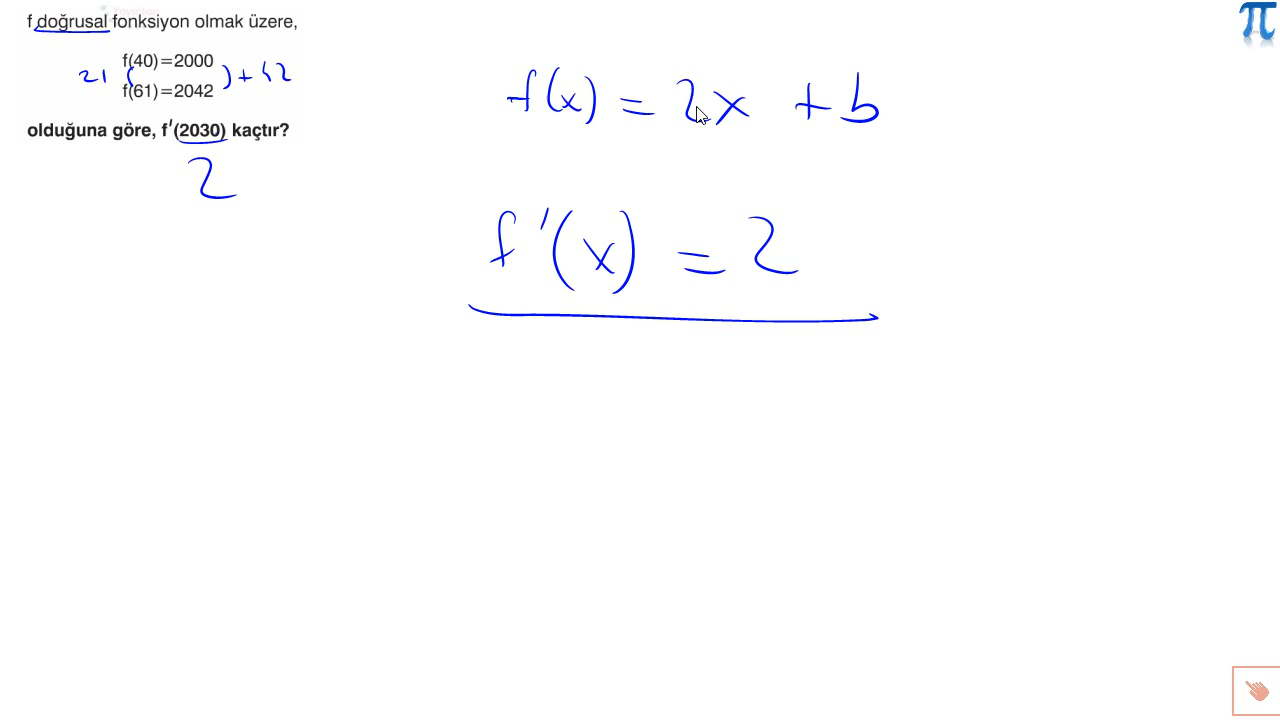 f doğrusal fonksiyon olmak üzere,
f(40)=2000
21 ( ) + 42
f(61)=2042
olduğuna göre, f'(2030) kaçtır?
2
f(x) = 2x + b
f'(x) = 2
π